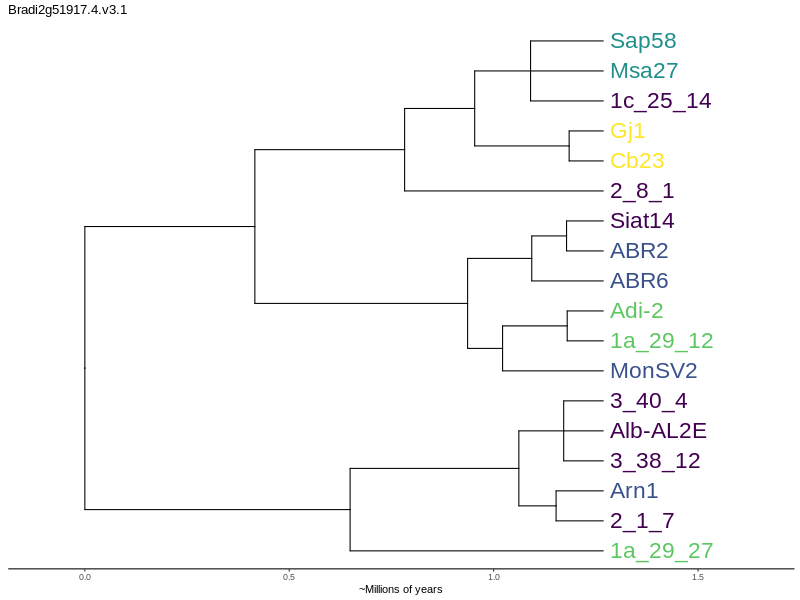 Bradi2g51917.4.v3.1
Sap58
Msa27
1c_25_14
Gj1
Cb23
2_8_1
Siat14
ABR2
ABR6
Adi-2
1a_29_12
MonSV2
3_40_4
Alb-AL2E
3_38_12
Arn1
2_1_7
1a_29_27
0.0 0.5 1.0 1.5
~Millions of years